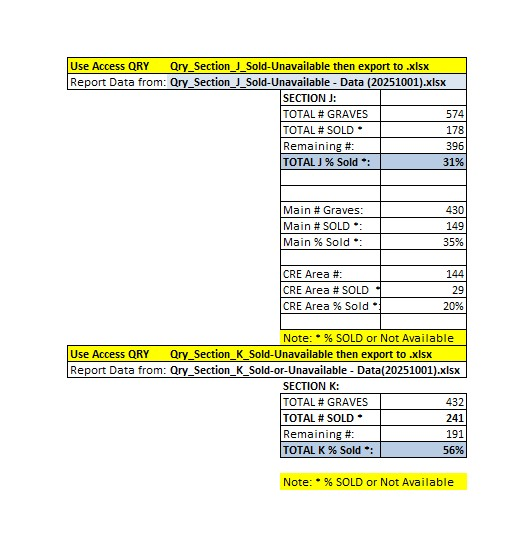 Use Access QRY Qry_Section_J_Sold-Unavailable then export to .xlsx
Report Data from: Qry_Section_J_Sold-Unavailable - Data (20251001).xlsx
SECTION J:
TOTAL # GRAVES 574
TOTAL # SOLD * 178
Remaining #: 396
TOTAL J % Sold *: 31%
Main # Graves: 430
Main # SOLD *: 149
Main % Sold *: 35%
CRE Area #: 144
CRE Area # SOLD * 29
CRE Area % Sold *: 20%
Note: * % SOLD or Not Available
Use Access QRY Qry_Section_K_Sold-Unavailable then export to .xlsx
Report Data from: Qry_Section_K_Sold-or-Unavailable - Data(20251001).xlsx
SECTION K:
TOTAL # GRAVES 432
TOTAL # SOLD * 241
Remaining #: 191
TOTAL K % Sold *: 56%
Note: * % SOLD or Not Available